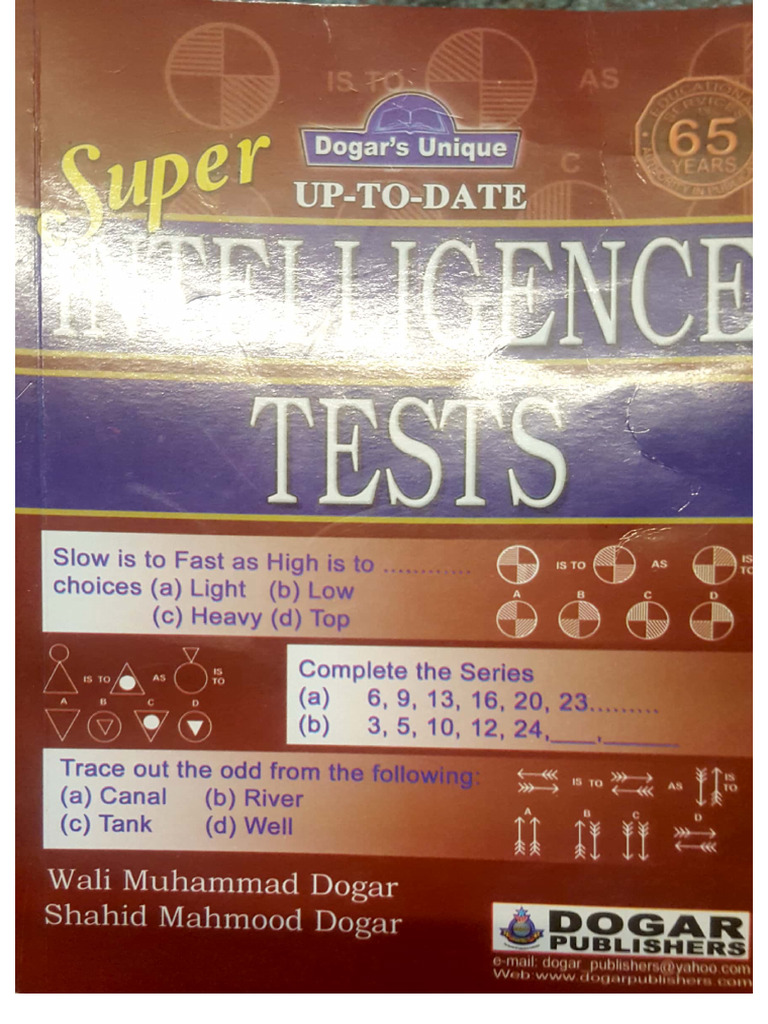 IS TO
AS
EDUCATIONAL
SERVICE
65
YEARS
Dogar's Unique
Super
UP-TO-DATE
C
INTELLIGENCE
TESTS
Slow is to Fast as High is to ............
choices (a) Light (b) Low
(c) Heavy (d) Top
IS TO AS IS TO
A B C D
IS TO AS IS TO
A B C D
Complete the Series
(a) 6, 9, 13, 16, 20, 23.........
(b) 3, 5, 10, 12, 24,____,_______
Trace out the odd from the following:
(a) Canal (b) River
(c) Tank (d) Well
IS TO AS IS TO
A B C D
Wali Muhammad Dogar
Shahid Mahmood Dogar
DOGAR
PUBLISHERS
e-mail: dogar_publishers@yahoo.com
Web:www.dogarpublishers.com